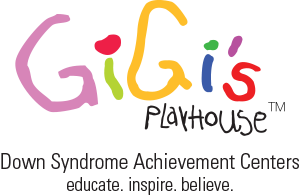 GiGi's
PLAYHOUSE™
Down Syndrome Achievement Centers
educate. inspire. believe.